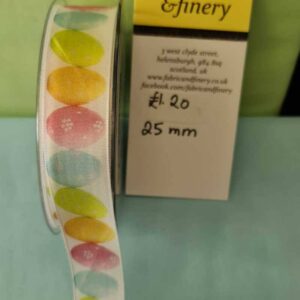 &finery
7 west clyde street,
helensburgh, g84 8sq
scotland, uk
www.fabricandfinery.co.uk
facebook.com/fabricandfinery
£1.20
25mm